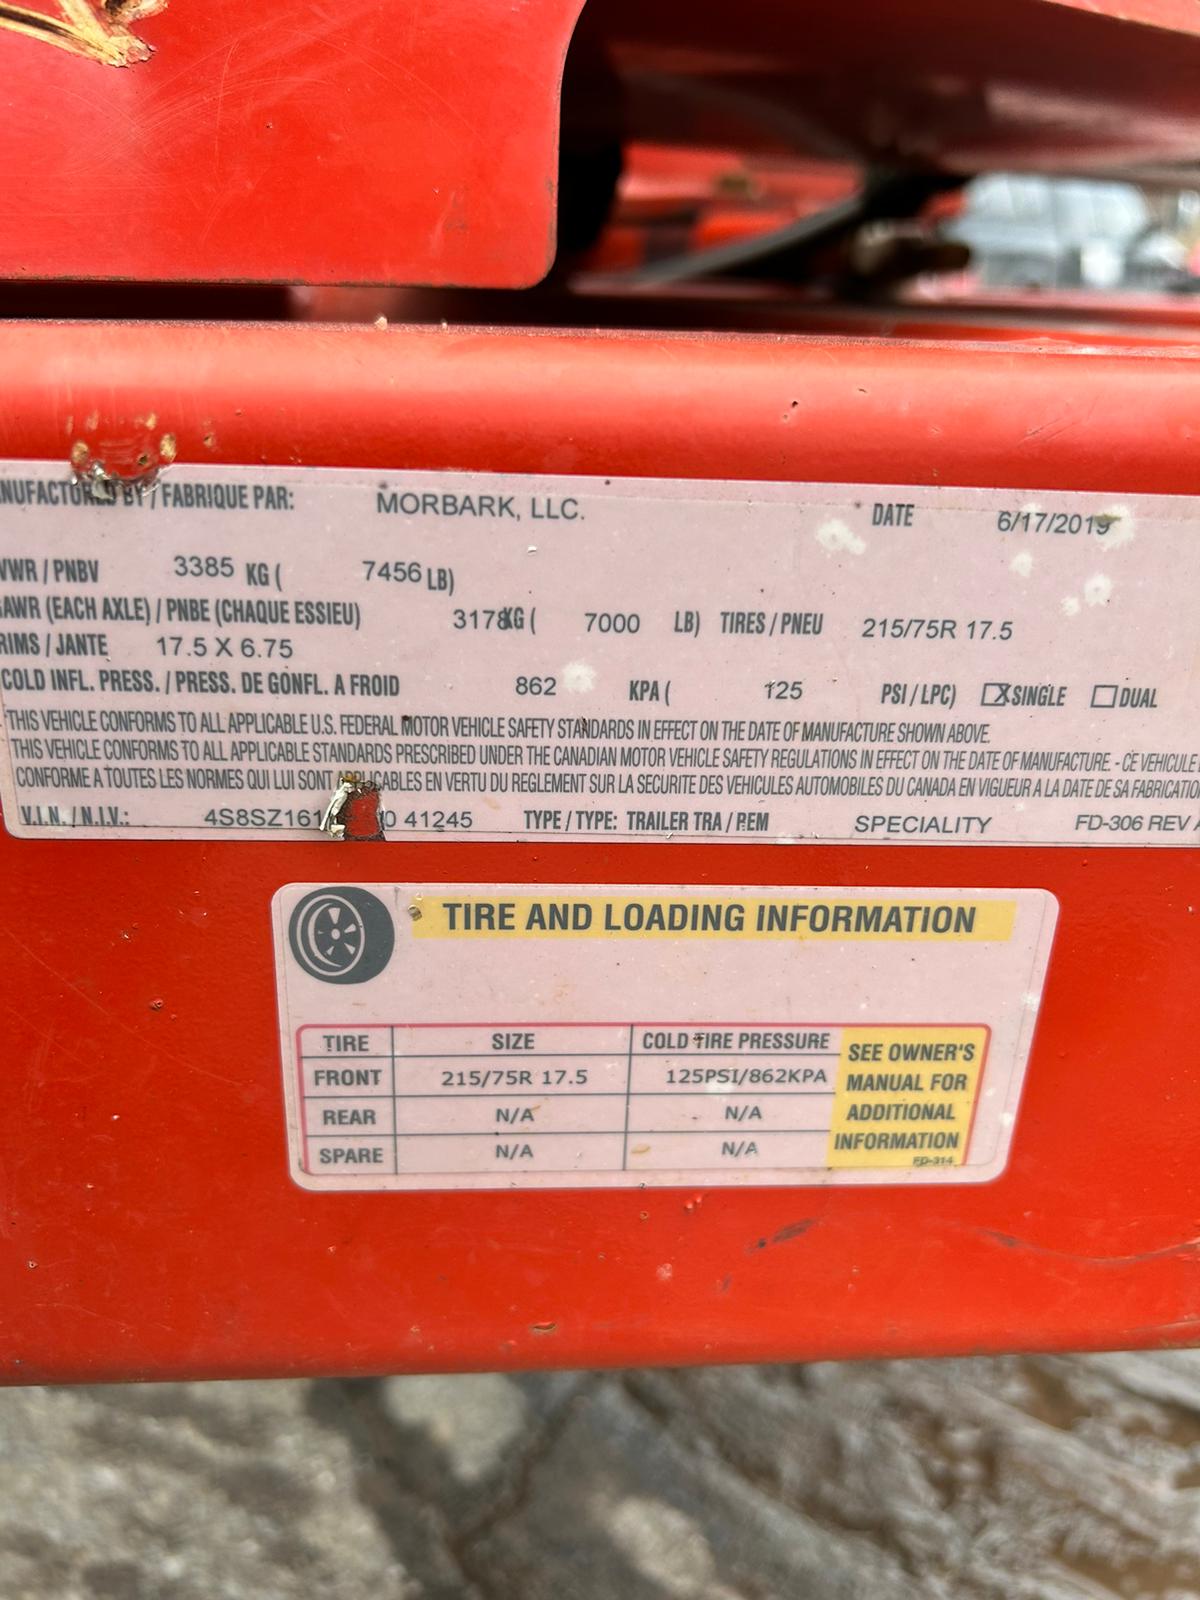 NUFACTURED BY / FABRIQUE PAR: MORBARK, LLC. DATE 6/17/2019
VWR / PNBV 3385 KG ( 7456 LB)
AWR (EACH AXLE) / PNBE (CHAQUE ESSIEU) 3178 KG ( 7000 LB) TIRES / PNEU 215/75R 17.5
RIMS / JANTE 17.5 X 6.75
COLD INFL. PRESS. / PRESS. DE GONFL. A FROID 862 KPA ( 125 PSI / LPC) X SINGLE DUAL
THIS VEHICLE CONFORMS TO ALL APPLICABLE U.S. FEDERAL MOTOR VEHICLE SAFETY STANDARDS IN EFFECT ON THE DATE OF MANUFACTURE SHOWN ABOVE.
THIS VEHICLE CONFORMS TO ALL APPLICABLE STANDARDS PRESCRIBED UNDER THE CANADIAN MOTOR VEHICLE SAFETY REGULATIONS IN EFFECT ON THE DATE OF MANUFACTURE. - CE VEHICULE
CONFORME A TOUTES LES NORMES QUI LUI SONT APPLICABLES EN VERTU DU REGLEMENT SUR LA SECURITE DES VEHICULES AUTOMOBILES DU CANADA EN VIGUEUR A LA DATE DE SA FABRICATION
V.I.N. / N.I.V.: 4S8SZ161 0 41245 TYPE / TYPE: TRAILER TRA / REM SPECIALITY FD-306 REV A
TIRE AND LOADING INFORMATION
TIRE SIZE COLD TIRE PRESSURE
FRONT 215/75R 17.5 125PSI/862KPA
REAR N/A N/A
SPARE N/A N/A
SEE OWNER'S
MANUAL FOR
ADDITIONAL
INFORMATION
FD-314